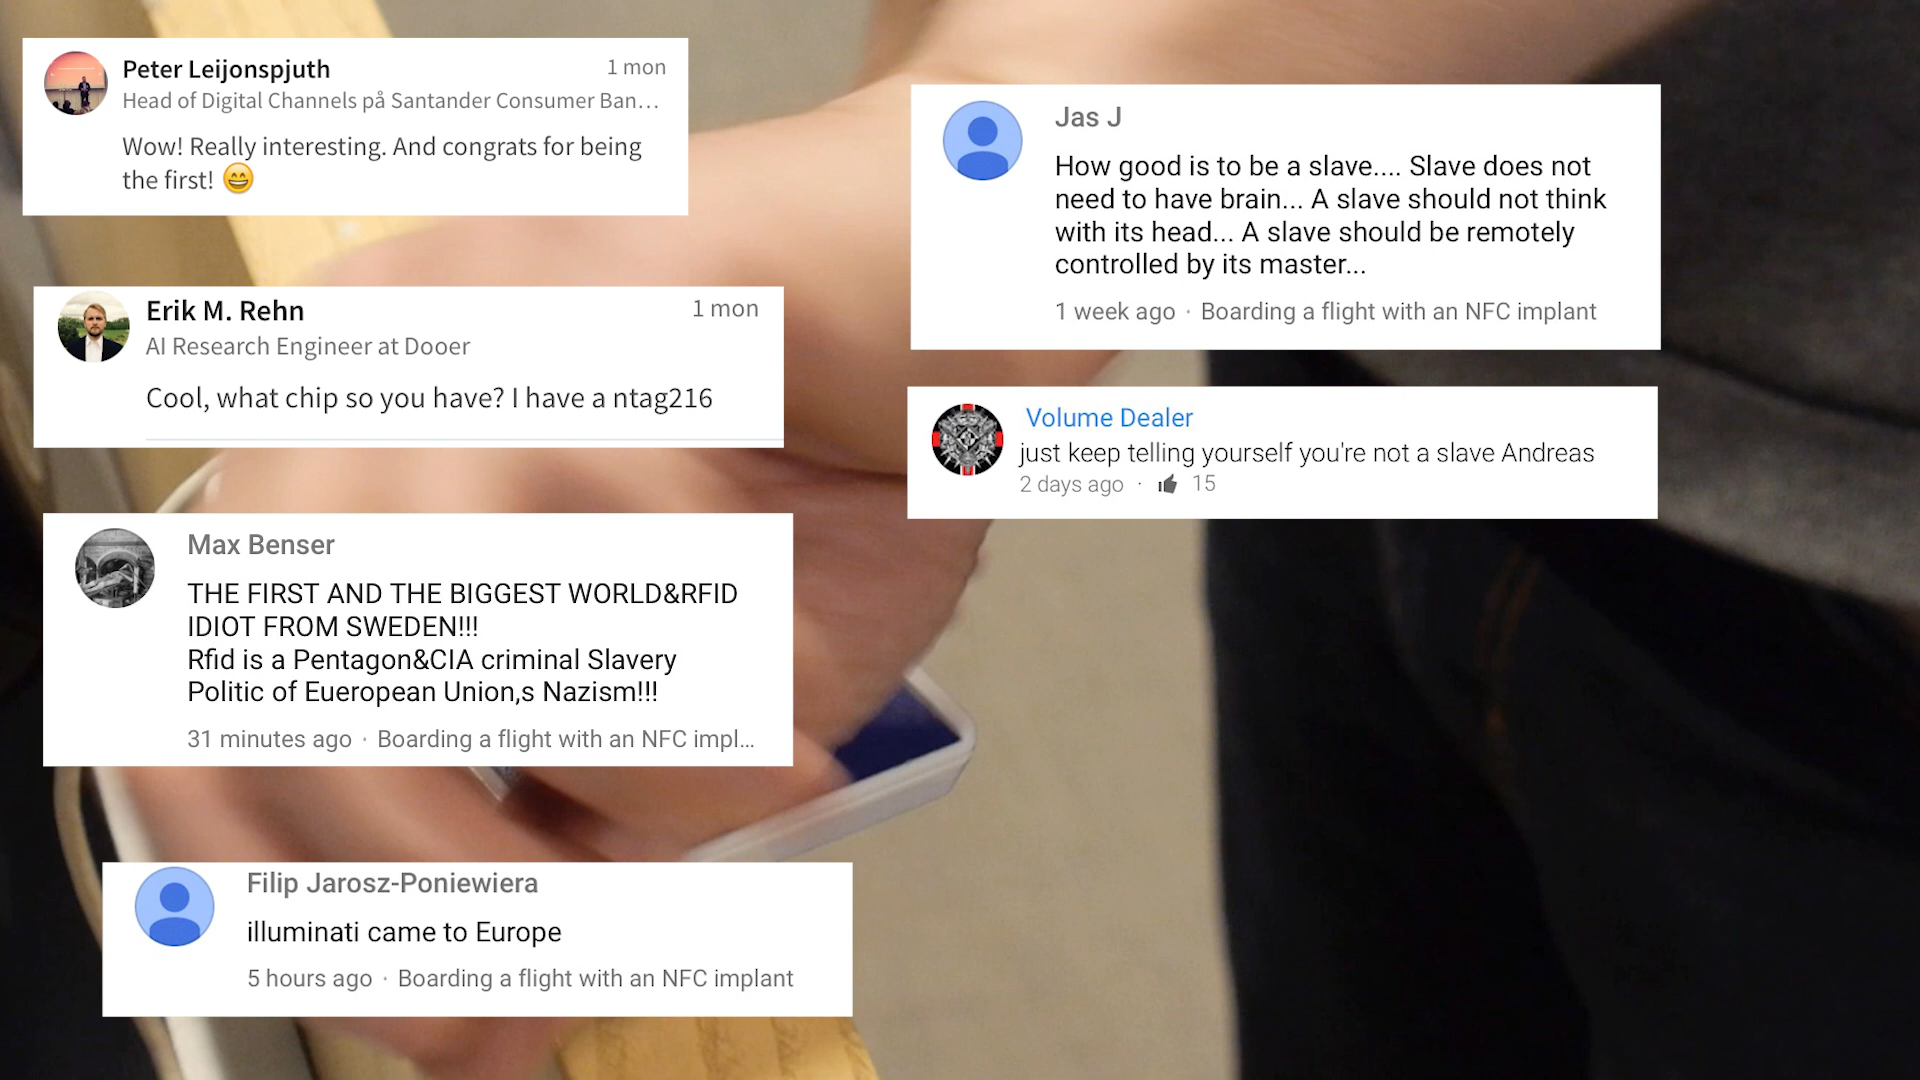 Peter Leijonspjuth
1 mon
Head of Digital Channels på Santander Consumer Ban...
Wow! Really interesting. And congrats for being
the first! 😄
Erik M. Rehn
1 mon
AI Research Engineer at Dooer
Cool, what chip so you have? I have a ntag216
Max Benser
THE FIRST AND THE BIGGEST WORLD&RFID
IDIOT FROM SWEDEN!!!
Rfid is a Pentagon&CIA criminal Slavery
Politic of Eueropean Union,s Nazism!!!
31 minutes ago · Boarding a flight with an NFC impl...
Filip Jarosz-Poniewiera
illuminati came to Europe
5 hours ago · Boarding a flight with an NFC implant
Jas J
How good is to be a slave.... Slave does not
need to have brain... A slave should not think
with its head... A slave should be remotely
controlled by its master...
1 week ago · Boarding a flight with an NFC implant
Volume Dealer
just keep telling yourself you're not a slave Andreas
2 days ago · 15